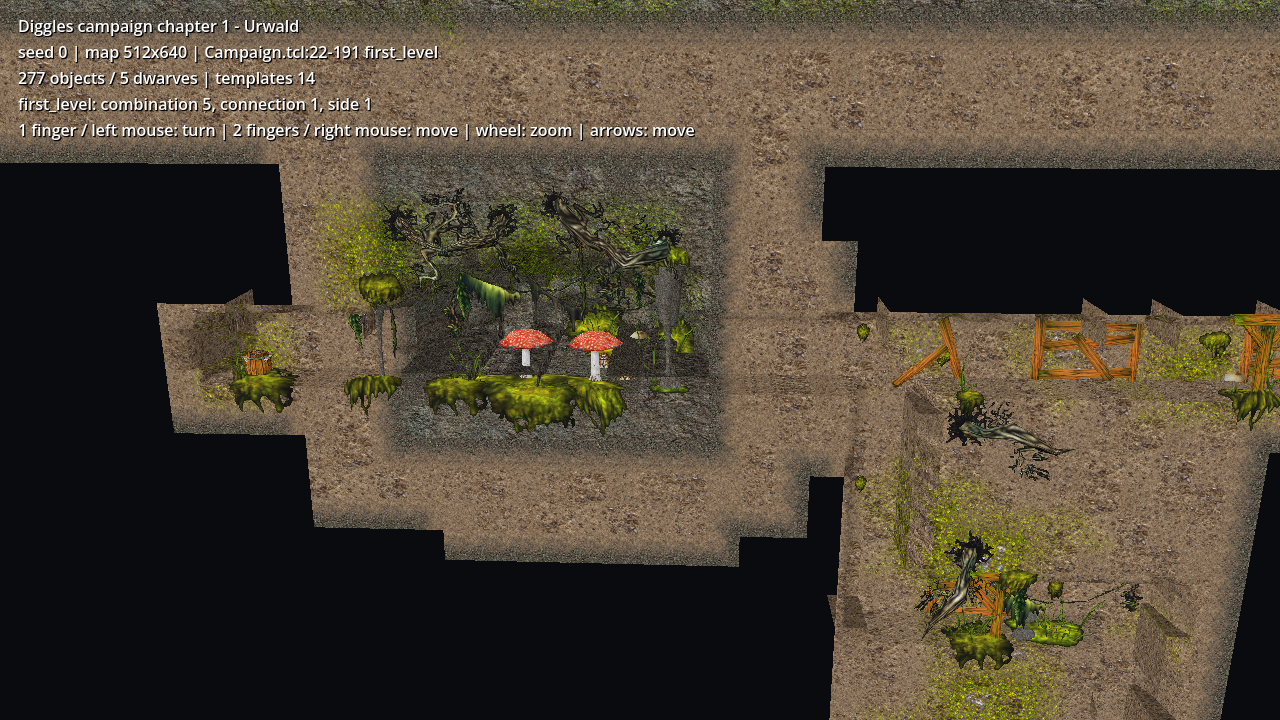 Diggles campaign chapter 1 - Urwald
seed 0 | map 512x640 | Campaign.tcl:22-191 first_level
277 objects / 5 dwarves | templates 14
first_level: combination 5, connection 1, side 1
1 finger / left mouse: turn | 2 fingers / right mouse: move | wheel: zoom | arrows: move